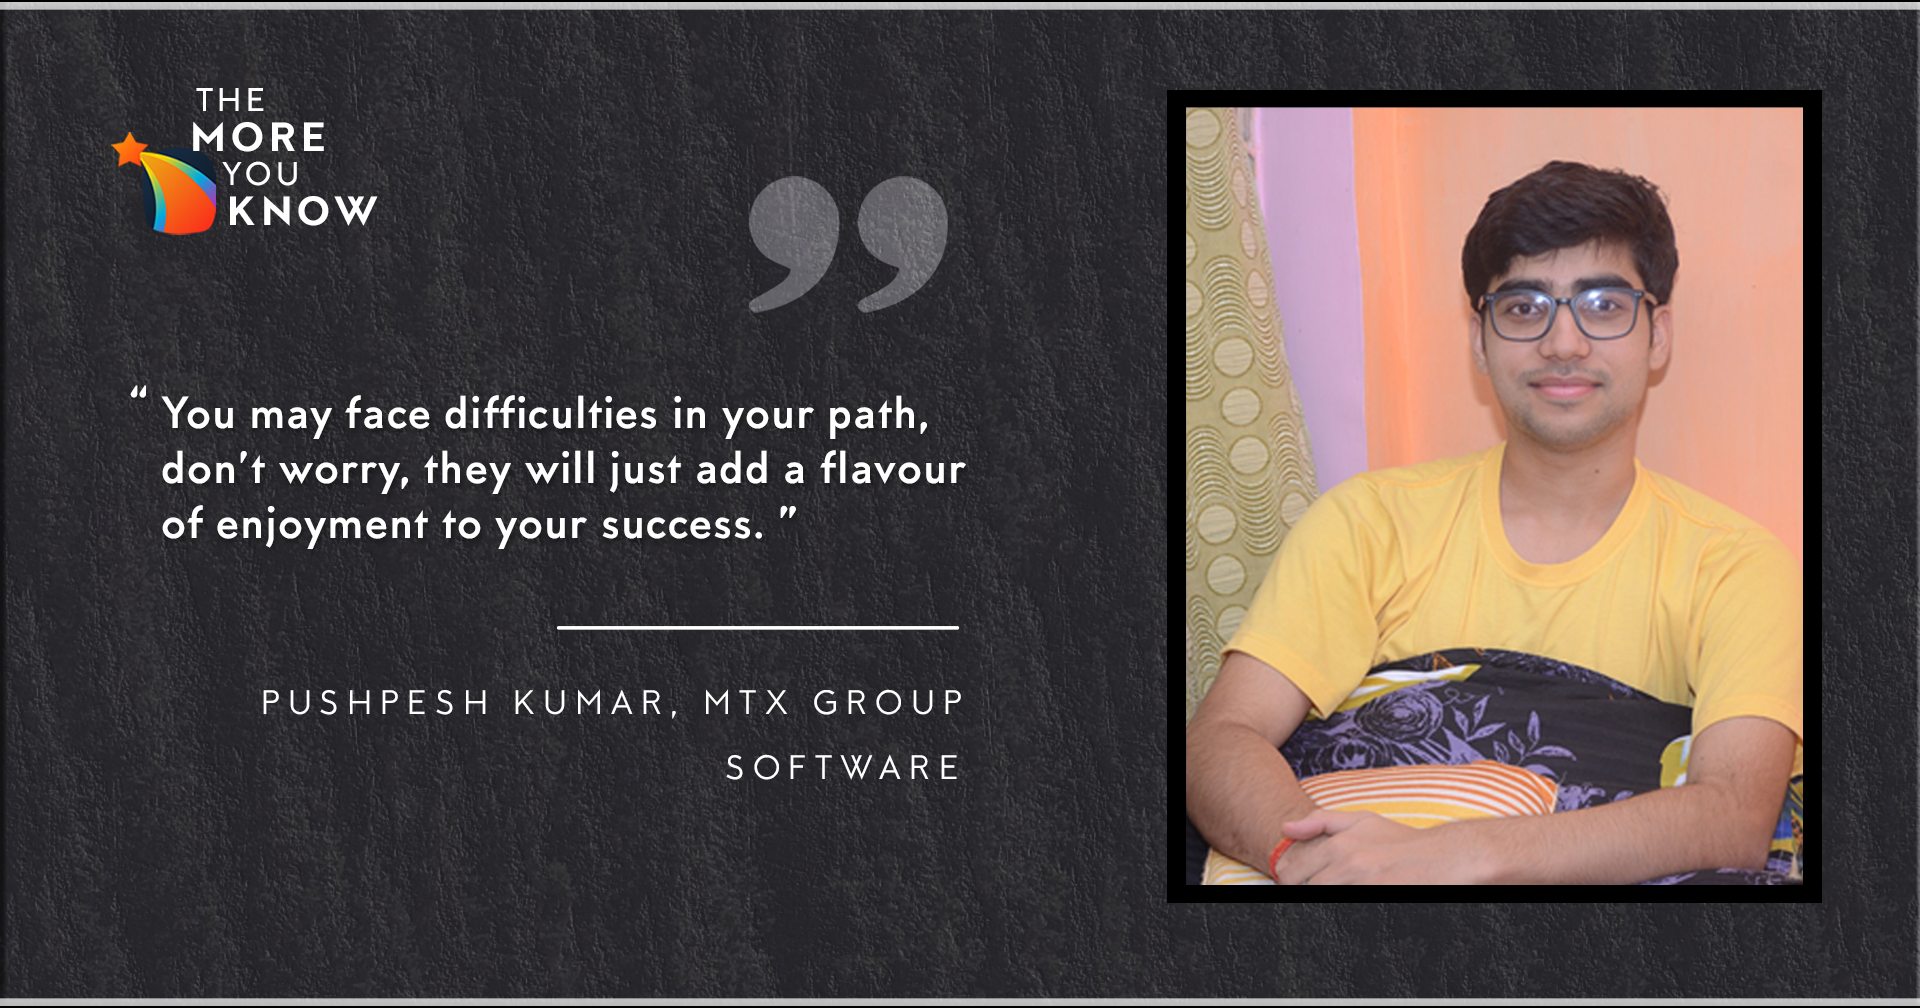 THE
MORE
YOU
KNOW
“ You may face difficulties in your path,
don’t worry, they will just add a flavour
of enjoyment to your success. ”
PUSHPESH KUMAR, MTX GROUP
SOFTWARE